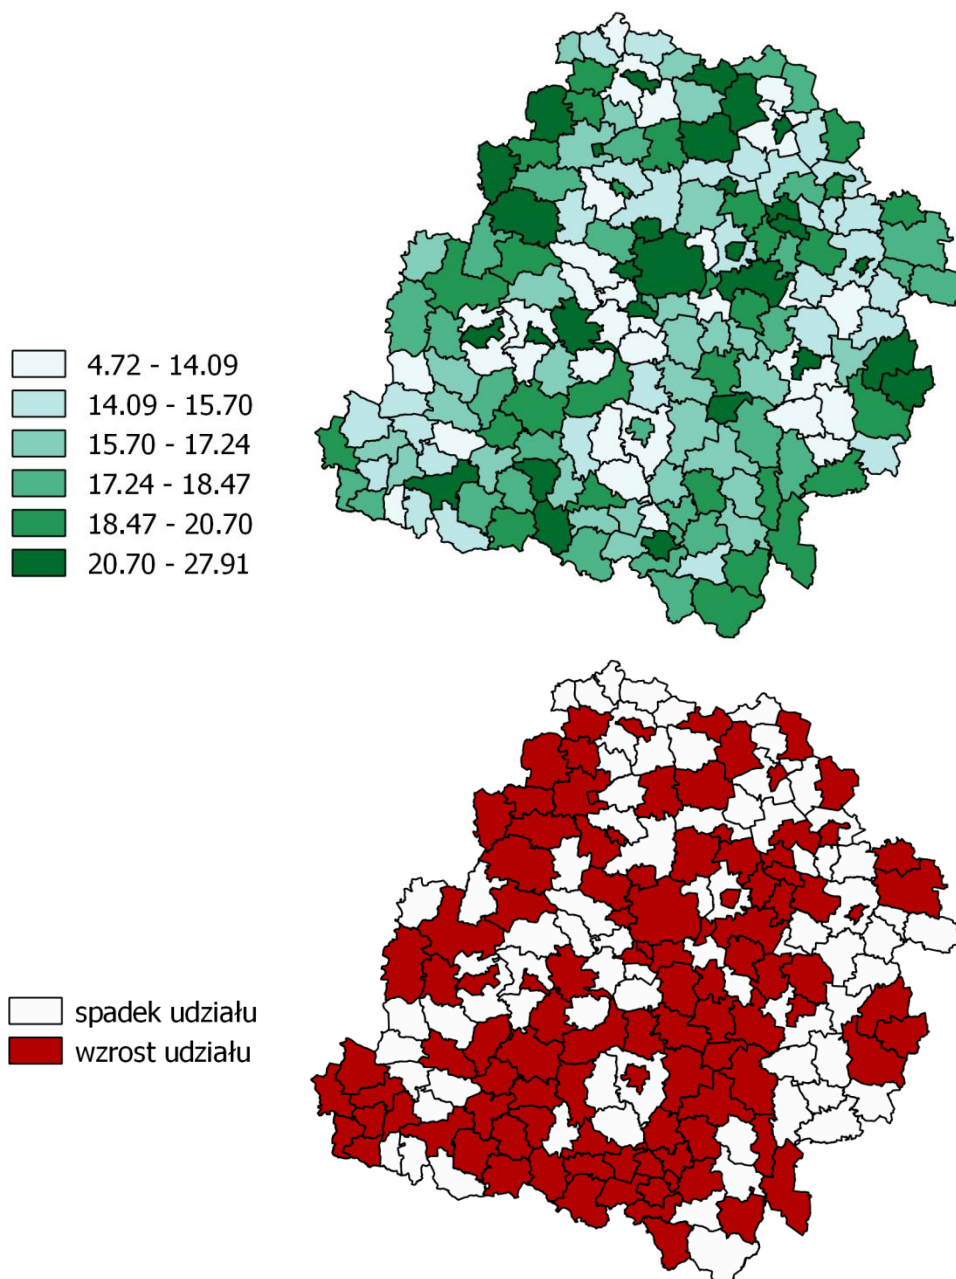 4.72 - 14.09
14.09 - 15.70
15.70 - 17.24
17.24 - 18.47
18.47 - 20.70
20.70 - 27.91
spadek udziału
wzrost udziału